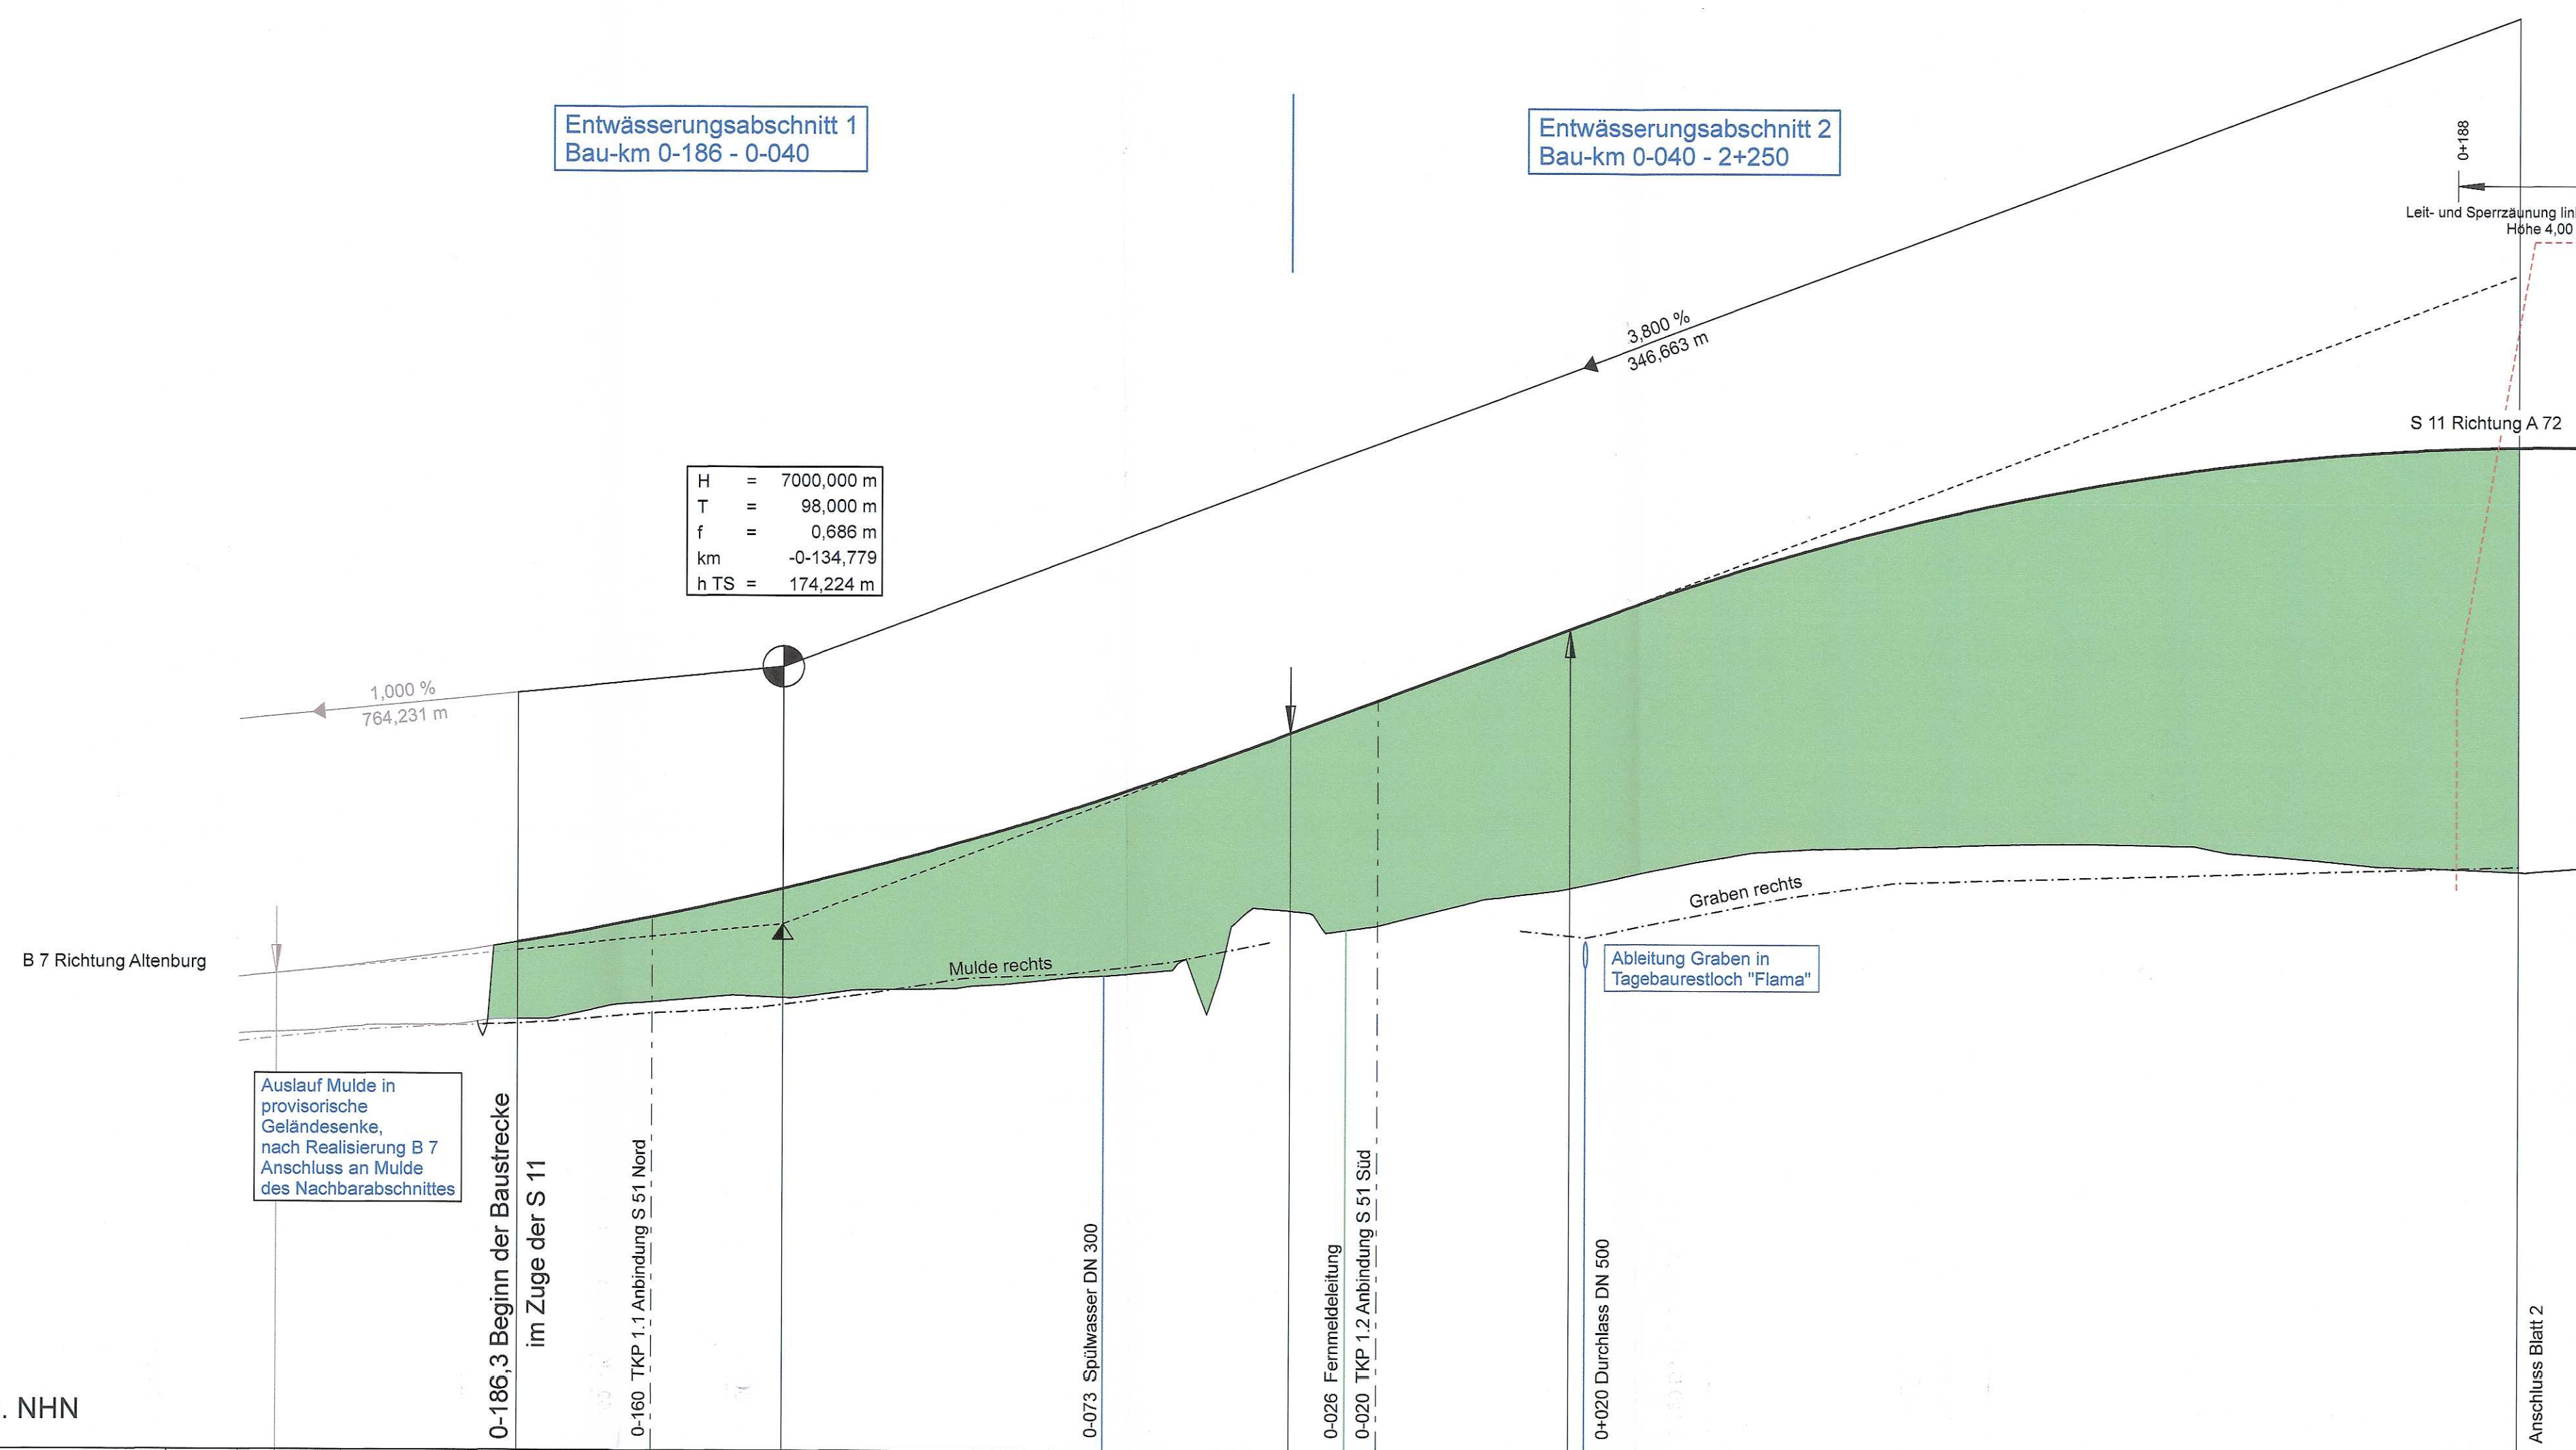 Entwässerungsabschnitt 1
Bau-km 0-186 - 0-040
Entwässerungsabschnitt 2
Bau-km 0-040 - 2+250
0+188
Leit- und Sperrzäunung lin
Höhe 4,00
3,800 %
346,663 m
S 11 Richtung A 72
H = 7000,000 m
T = 98,000 m
f = 0,686 m
km -0-134,779
h TS = 174,224 m
1,000 %
764,231 m
B 7 Richtung Altenburg
Mulde rechts
Graben rechts
Ableitung Graben in
Tagebaurestloch "Flama"
Auslauf Mulde in
provisorische
Geländesenke,
nach Realisierung B 7
Anschluss an Mulde
des Nachbarabschnittes
0-186,3 Beginn der Baustrecke
im Zuge der S 11
0-160 TKP 1.1 Anbindung S 51 Nord
0-073 Spülwasser DN 300
0-026 Fernmeldeleitung
0-020 TKP 1.2 Anbindung S 51 Süd
0+020 Durchlass DN 500
Anschluss Blatt 2
. NHN